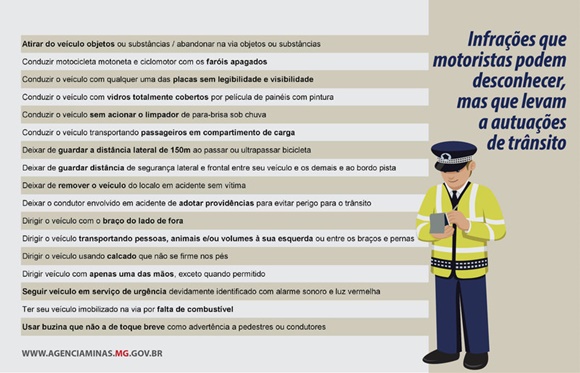 Infrações que
motoristas podem
desconhecer,
mas que levam
a autuações
de trânsito
Atirar do veículo objetos ou substâncias / abandonar na via objetos ou substâncias
Conduzir motocicleta motoneta e ciclomotor com os faróis apagados
Conduzir o veículo com qualquer uma das placas sem legibilidade e visibilidade
Conduzir o veículo com vidros totalmente cobertos por película de painéis com pintura
Conduzir o veículo sem acionar o limpador de para-brisa sob chuva
Conduzir o veículo transportando passageiros em compartimento de carga
Deixar de guardar a distância lateral de 150m ao passar ou ultrapassar bicicleta
Deixar de guardar distância de segurança lateral e frontal entre seu veículo e os demais e ao bordo pista
Deixar de remover o veículo do localo em acidente sem vítima
Deixar o condutor envolvido em acidente de adotar providências para evitar perigo para o trânsito
Dirigir o veículo com o braço do lado de fora
Dirigir o veículo transportando pessoas, animais e/ou volumes à sua esquerda ou entre os braços e pernas
Dirigir o veículo usando calcado que não se firme nos pés
Dirigir veículo com apenas uma das mãos, exceto quando permitido
Seguir veículo em serviço de urgência devidamente identificado com alarme sonoro e luz vermelha
Ter seu veículo imobilizado na via por falta de combustível
Usar buzina que não a de toque breve como advertência a pedestres ou condutores
WWW.AGENCIAMINAS.MG.GOV.BR